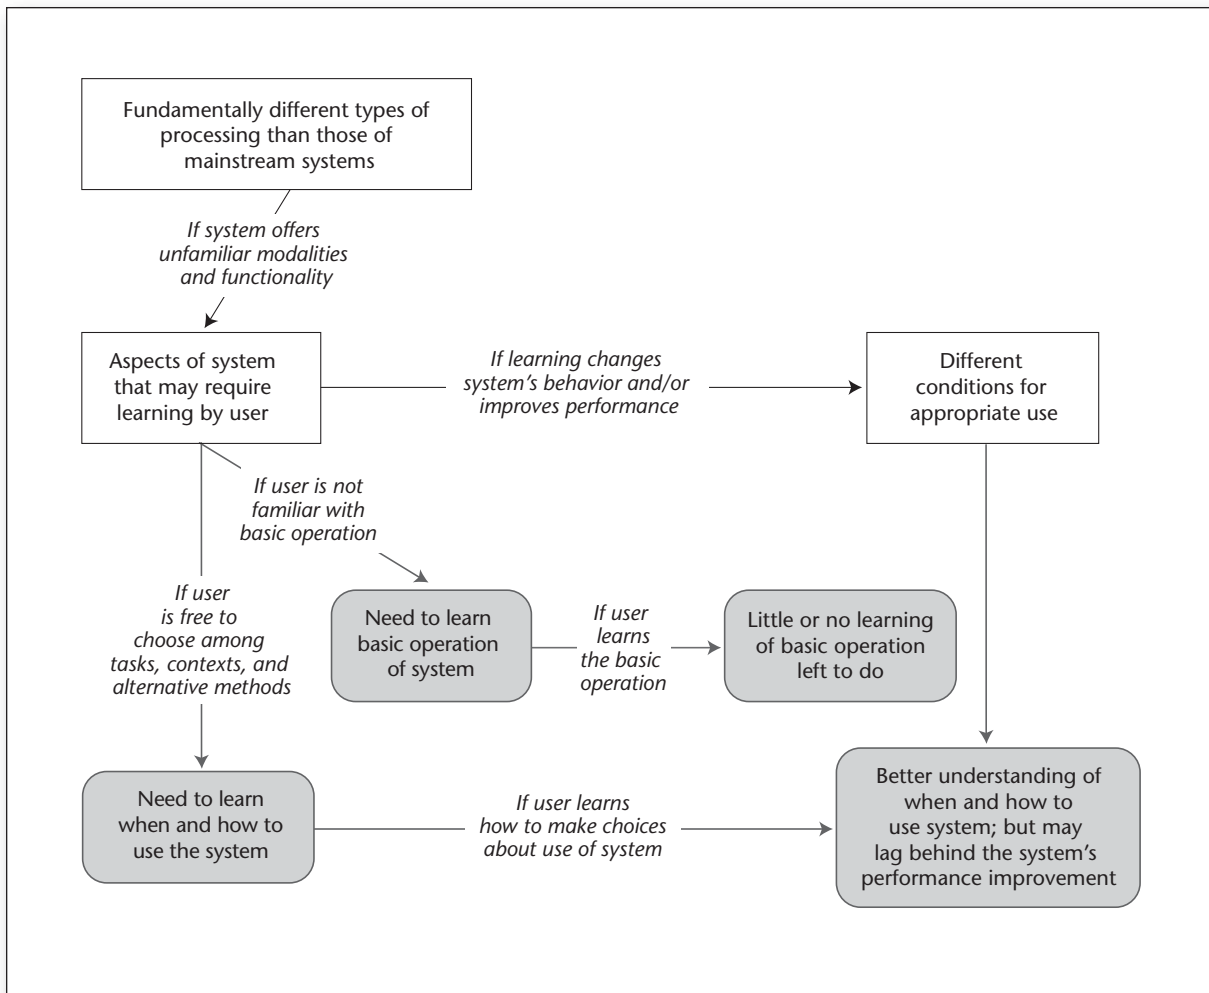 Fundamentally different types of
processing than those of
mainstream systems
If system offers
unfamiliar modalities
and functionality
Aspects of system
that may require
learning by user
If learning changes
system's behavior and/or
improves performance
Different
conditions for
appropriate use
If user is not
familiar with
basic operation
If user
is free to
choose among
tasks, contexts, and
alternative methods
Need to learn
basic operation
of system
If user
learns
the basic
operation
Little or no learning
of basic operation
left to do
Need to learn
when and how to
use the system
If user learns
how to make choices
about use of system
Better understanding of
when and how to
use system; but may
lag behind the system's
performance improvement